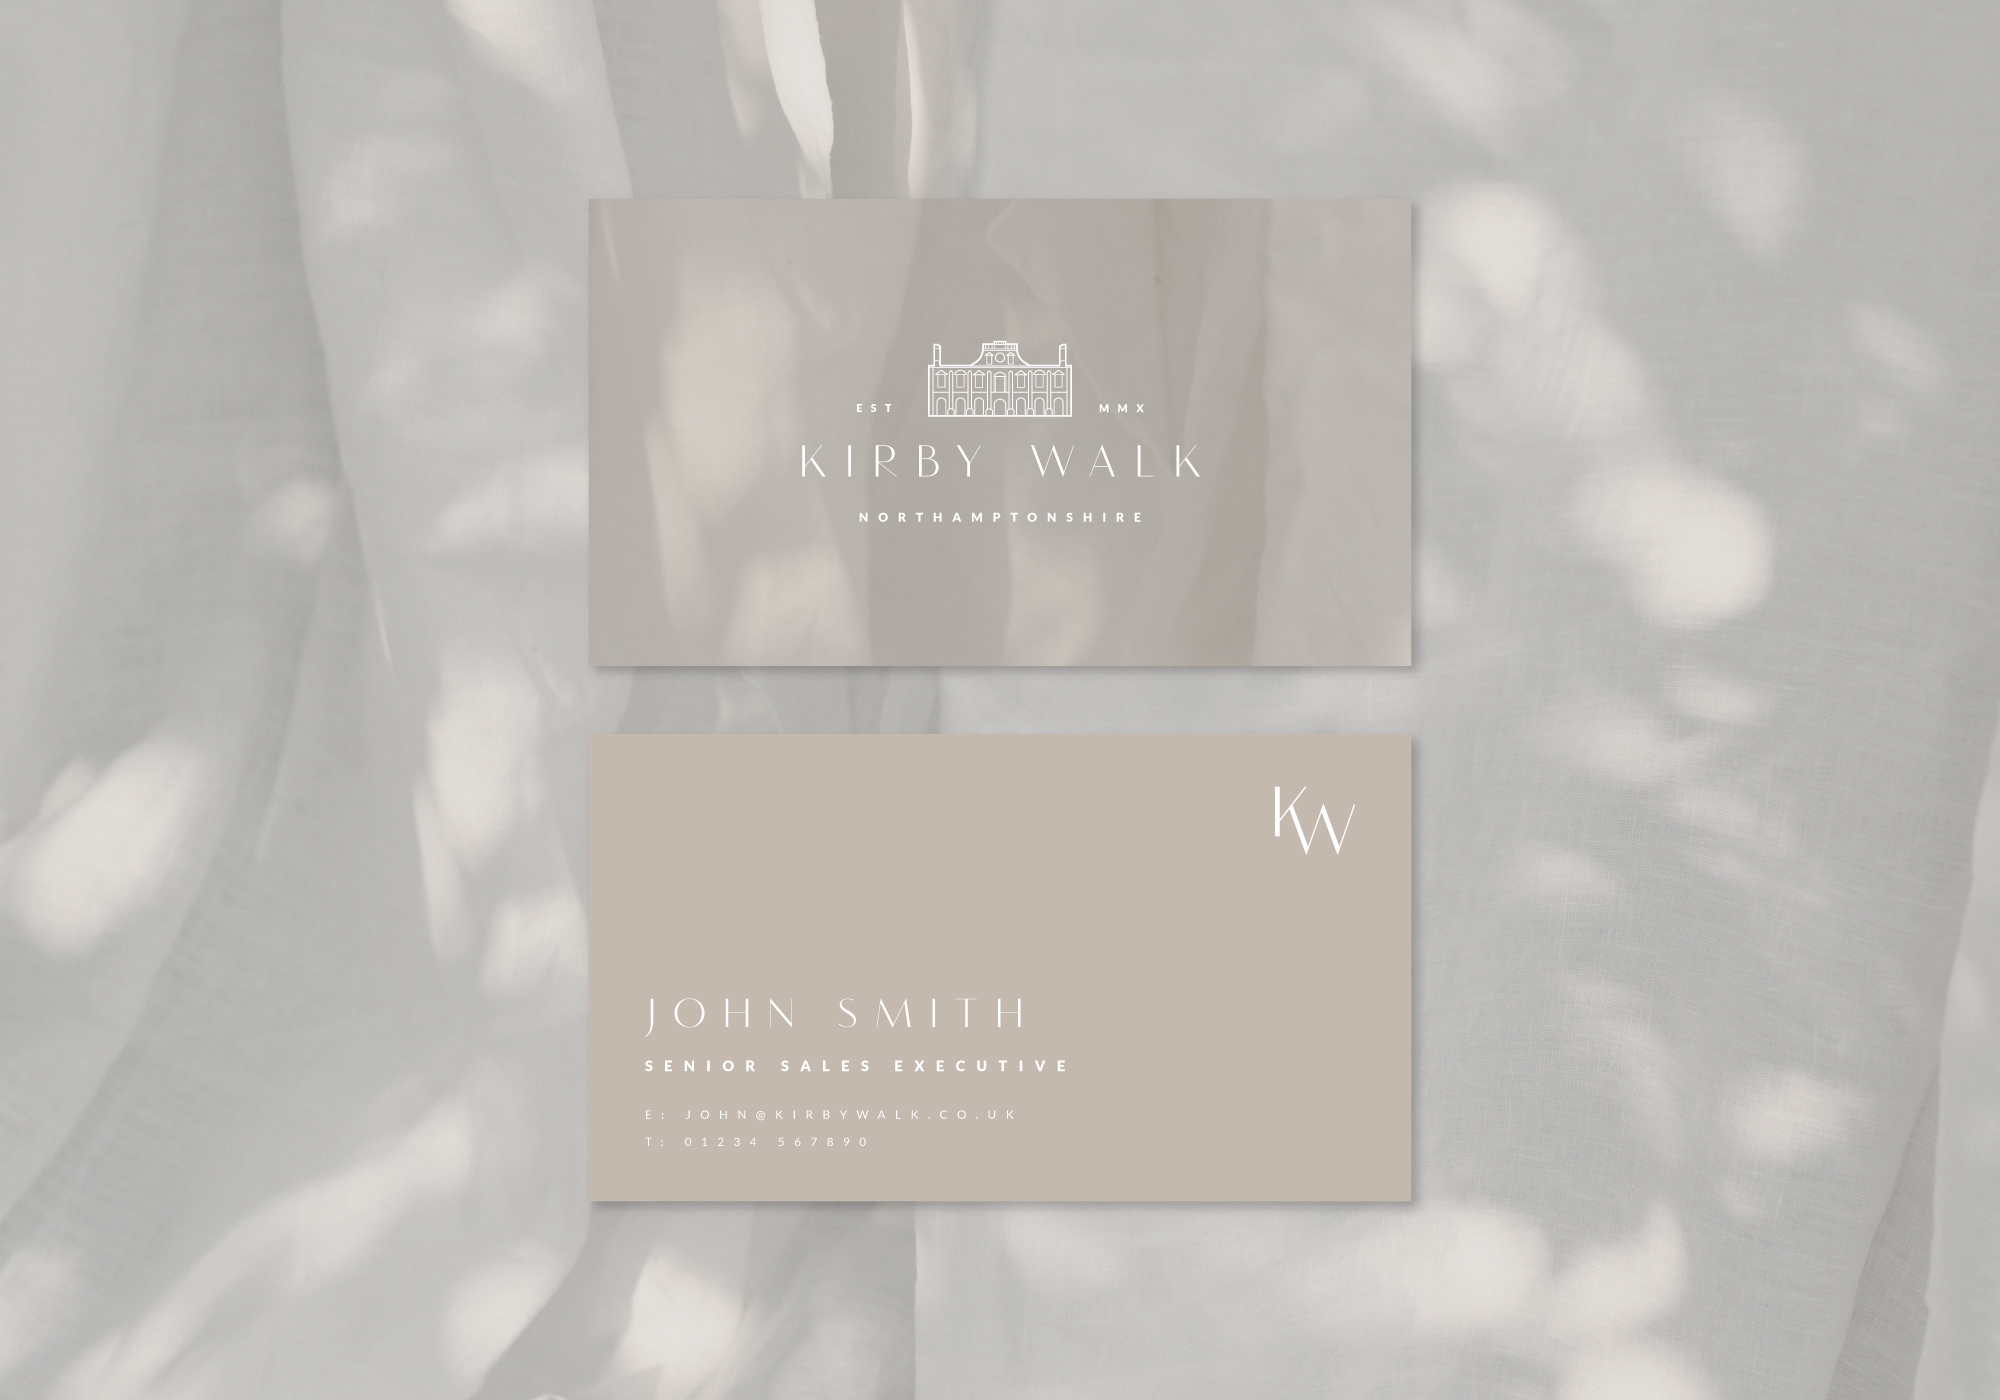 EST MMX
KIRBY WALK
NORTHAMPTONSHIRE
KW
JOHN SMITH
SENIOR SALES EXECUTIVE
E: JOHN@KIRBYWALK.CO.UK
T: 01234 567890